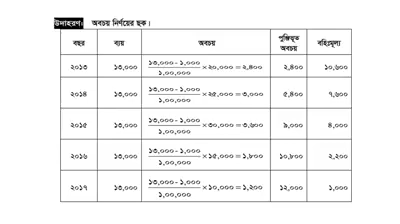 উদাহরণ: অবচয় নির্ণয়ের ছক।
বছর ব্যয় অবচয় পুঞ্জিভূত অবচয় বহিঃমূল্য
২০১৩ ১৩,০০০ ১৩,০০০ - ১,০০০ / ১,০০,০০০ × ২০,০০০ = ২,৪০০ ২,৪০০ ১০,৬০০
২০১৪ ১৩,০০০ ১৩,০০০ - ১,০০০ / ১,০০,০০০ × ২৫,০০০ = ৩,০০০ ৫,৪০০ ৭,৬০০
২০১৫ ১৩,০০০ ১৩,০০০ - ১,০০০ / ১,০০,০০০ × ৩০,০০০ = ৩,৬০০ ৯,০০০ ৪,০০০
২০১৬ ১৩,০০০ ১৩,০০০ - ১,০০০ / ১,০০,০০০ × ১৫,০০০ = ১,৮০০ ১০,৮০০ ২,২০০
২০১৭ ১৩,০০০ ১৩,০০০ - ১,০০০ / ১,০০,০০০ × ১০,০০০ = ১,২০০ ১২,০০০ ১,০০০